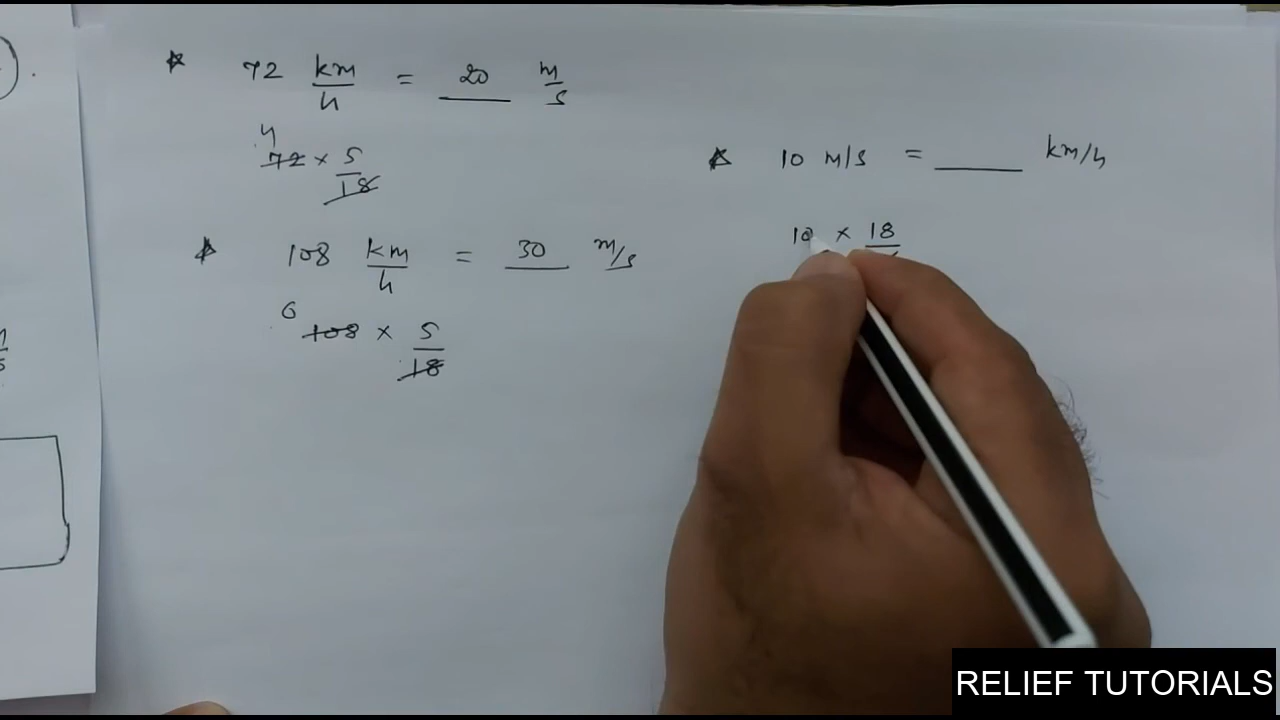 72 km/h = 20 m/s
4
72 × 5/18
108 km/h = 30 m/s
6
108 × 5/18
10 m/s = ____ km/h
10 × 18
RELIEF TUTORIALS